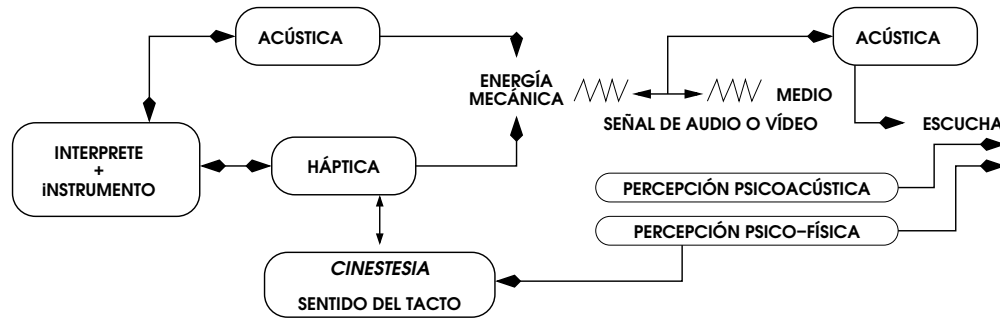 ACÚSTICA
ACÚSTICA
ENERGÍA
MECÁNICA
MEDIO
SEÑAL DE AUDIO O VÍDEO
ESCUCHA
INTERPRETE
+
iNSTRUMENTO
HÁPTICA
PERCEPCIÓN PSICOACÚSTICA
PERCEPCIÓN PSICO-FÍSICA
CINESTESIA
SENTIDO DEL TACTO